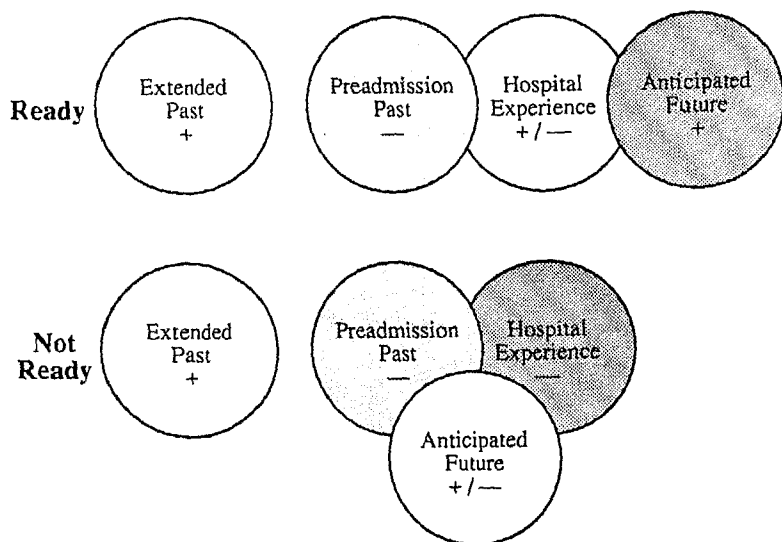 Ready
Extended
Past
+
Preadmission
Past
—
Hospital
Experience
+ / —
Anticipated
Future
+
Not
Ready
Extended
Past
+
Preadmission
Past
—
Hospital
Experience
—
Anticipated
Future
+ / —